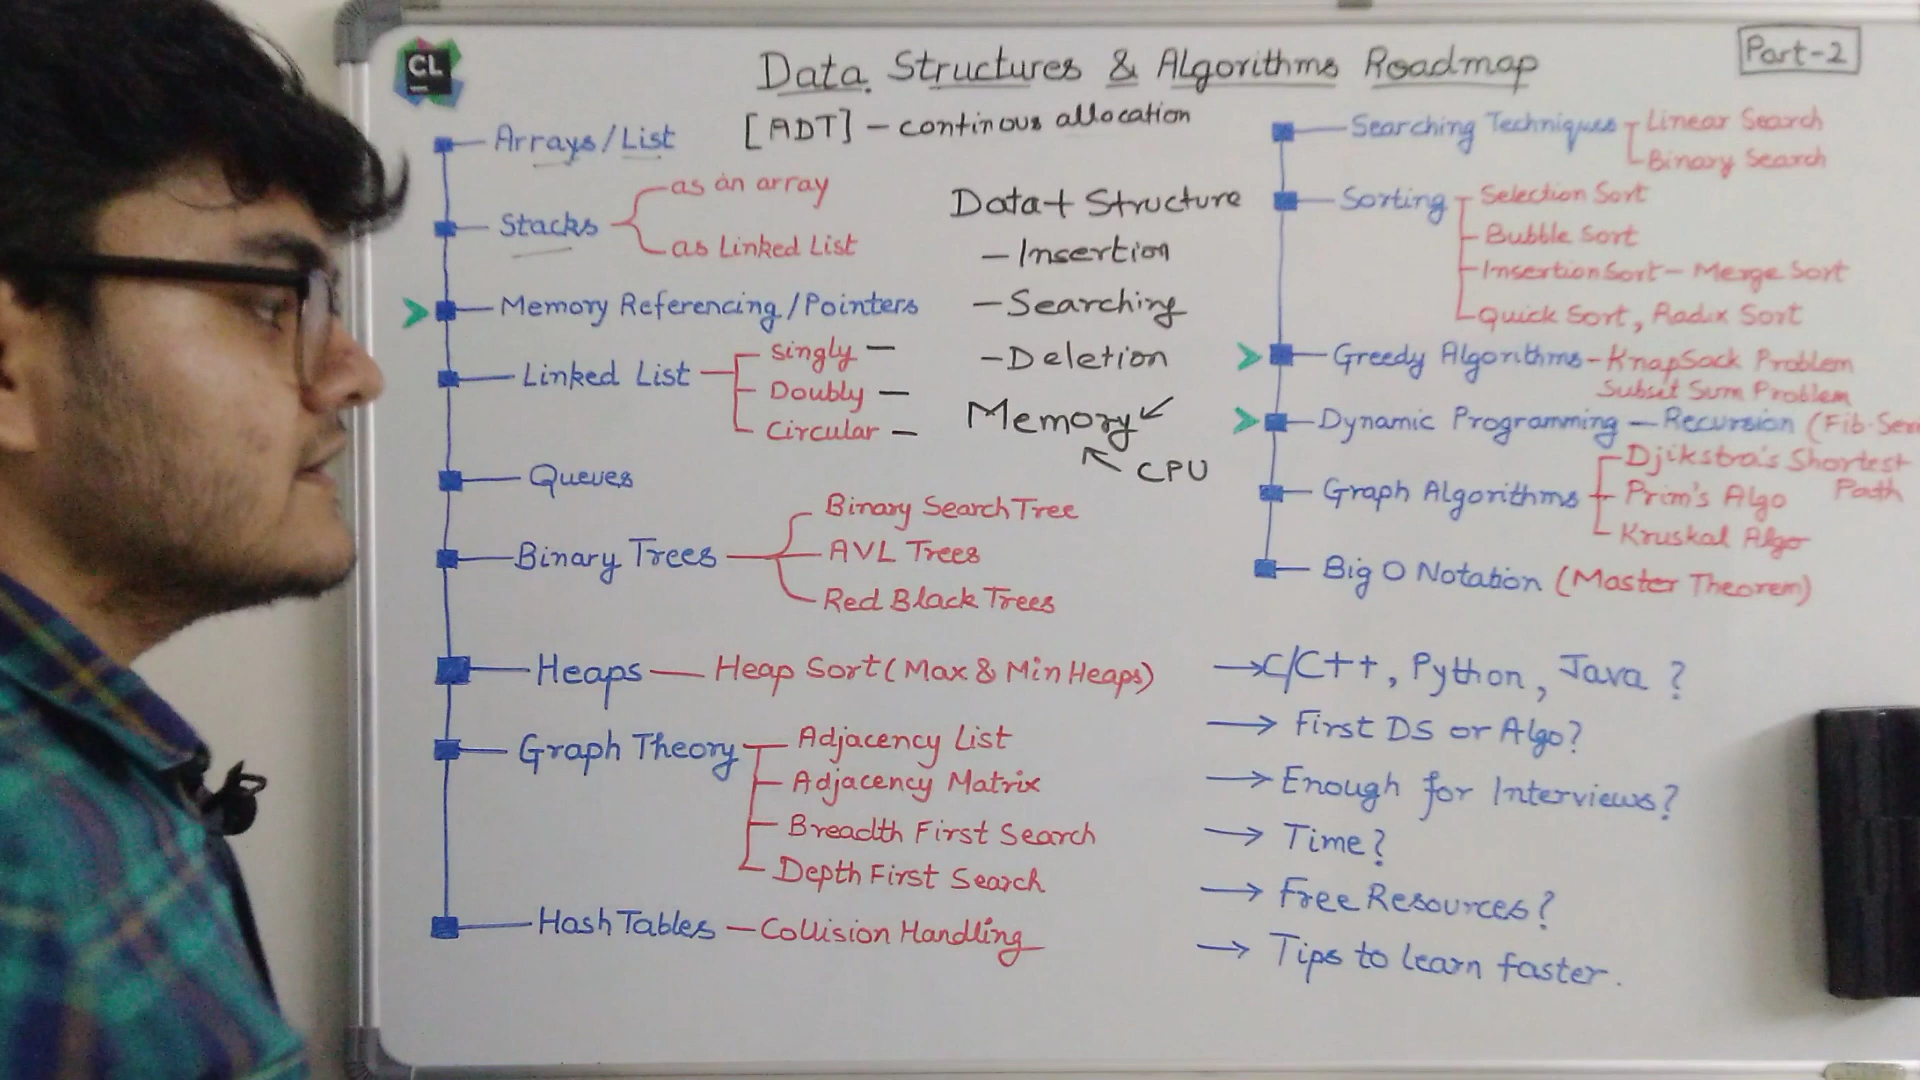 CL
Data Structures & Algorithms Roadmap
Part-2
Arrays/List
[ADT] - continous allocation
Stacks
as an array
as Linked List
Memory Referencing/Pointers
Linked List
Singly —
Doubly —
Circular —
Queues
Binary Trees
Binary Search Tree
AVL Trees
Red Black Trees
Heaps — Heap Sort (Max & Min Heaps)
Graph Theory
Adjacency List
Adjacency Matrix
Breadth First Search
Depth First Search
Hash Tables — Collision Handling
Data + Structure
- Insertion
- Searching
- Deletion
Memory
CPU
Searching Techniques
Linear Search
Binary Search
Sorting
Selection Sort
Bubble Sort
Insertion Sort - Merge Sort
Quick Sort, Radix Sort
Greedy Algorithms - KnapSack Problem
Subset Sum Problem
Dynamic Programming — Recursion (Fib-Ser
Graph Algorithms
Djikstra's Shortest
Path
Prim's Algo
Kruskal Algo
Big O Notation (Master Theorem)
→ C/C++, Python, Java ?
→ First DS or Algo?
→ Enough for Interviews?
→ Time?
→ Free Resources?
→ Tips to learn faster.